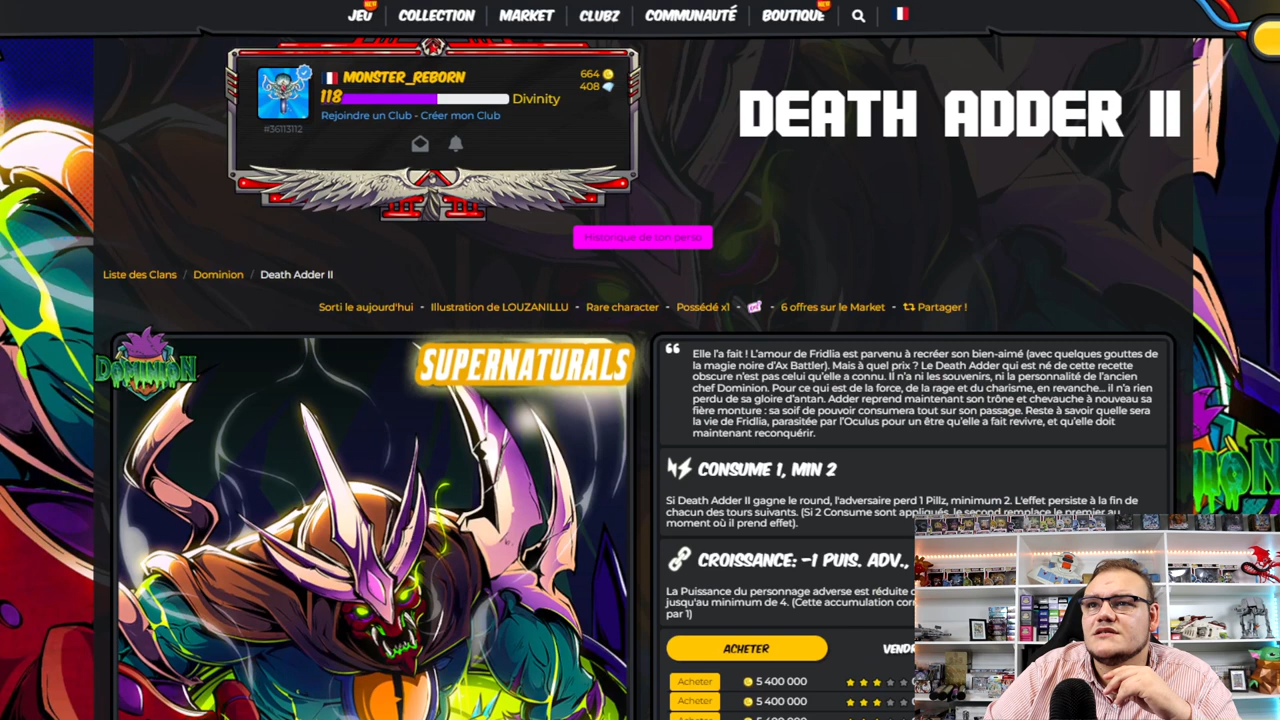 JEU
COLLECTION
MARKET
CLUBZ
COMMUNAUTÉ
BOUTIQUE
MONSTER_REBORN
664
408
118
Divinity
Rejoindre un Club - Créer mon Club
#36113112
DEATH ADDER II
Historique de ton perso
Liste des Clans / Dominion / Death Adder II
Sorti le aujourd'hui - Illustration de LOUZANILLU - Rare character - Possédé x1 - - 6 offres sur le Market - Partager !
DOMINION
SUPERNATURALS
Elle l'a fait ! L'amour de Fridlia est parvenu à recréer son bien-aimé (avec quelques gouttes de
la magie noire d'Ax Battler). Mais à quel prix ? Le Death Adder qui est né de cette recette
obscure n'est pas celui qu'elle a connu. Il n'a ni les souvenirs, ni la personnalité de l'ancien
chef Dominion. Pour ce qui est de la force, de la rage et du charisme, en revanche... il n'a rien
perdu de sa gloire d'antan. Adder reprend maintenant son trône et chevauche à nouveau sa
fière monture : sa soif de pouvoir consumera tout sur son passage. Reste à savoir quelle sera
la vie de Fridlia, parasitée par l'Oculus pour un être qu'elle a fait revivre, et qu'elle doit
maintenant reconquérir.
CONSUME 1, MIN 2
Si Death Adder II gagne le round, l'adversaire perd 1 Pillz, minimum 2. L'effet persiste à la fin de
chacun des tours suivants. (Si 2 Consume sont appliqués, le second remplace le premier au
moment où il prend effet).
CROISSANCE: -1 PUIS. ADV.,
La Puissance du personnage adverse est réduite
jusqu'au minimum de 4. (Cette accumulation
par 1)
ACHETER
Acheter
5 400 000
Acheter
5 400 000